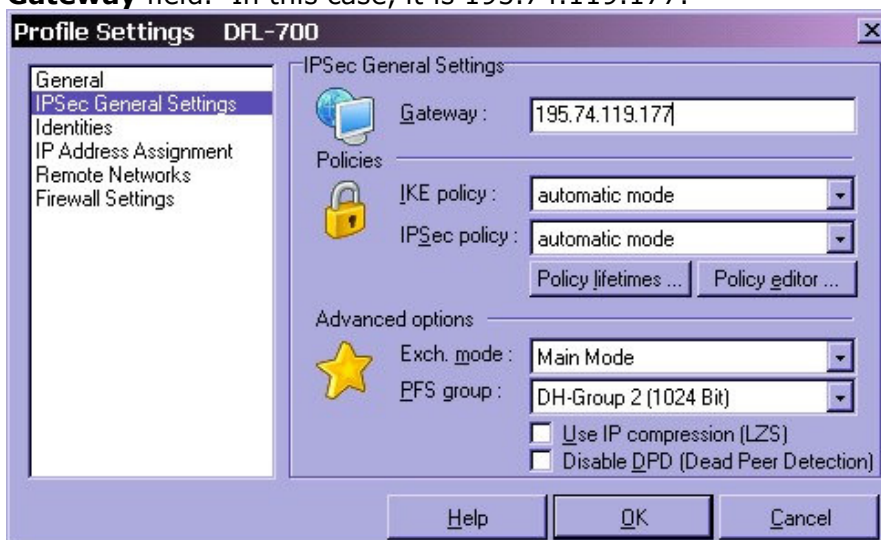 Gateway field. In this case, it is 195.74.119.177.
Profile Settings DFL-700
General
IPSec General Settings
Identities
IP Address Assignment
Remote Networks
Firewall Settings
IPSec General Settings
Gateway : 195.74.119.177
Policies
IKE policy : automatic mode
IPSec policy : automatic mode
Policy lifetimes ... Policy editor ...
Advanced options
Exch. mode : Main Mode
PFS group : DH-Group 2 (1024 Bit)
Use IP compression (LZS)
Disable DPD (Dead Peer Detection)
Help OK Cancel